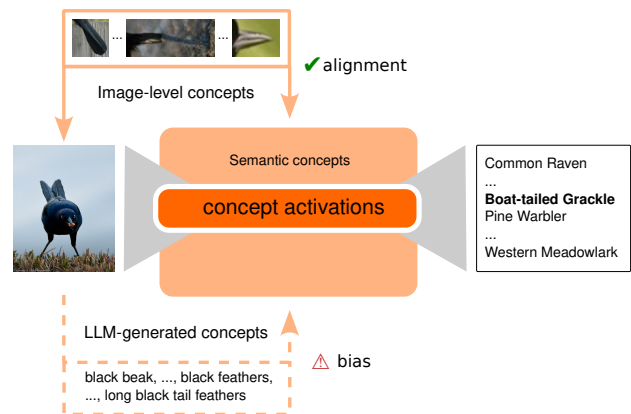 ... ...
alignment
Image-level concepts
Semantic concepts
concept activations
Common Raven
...
Boat-tailed Grackle
Pine Warbler
...
Western Meadowlark
LLM-generated concepts
bias
black beak, ..., black feathers,
..., long black tail feathers